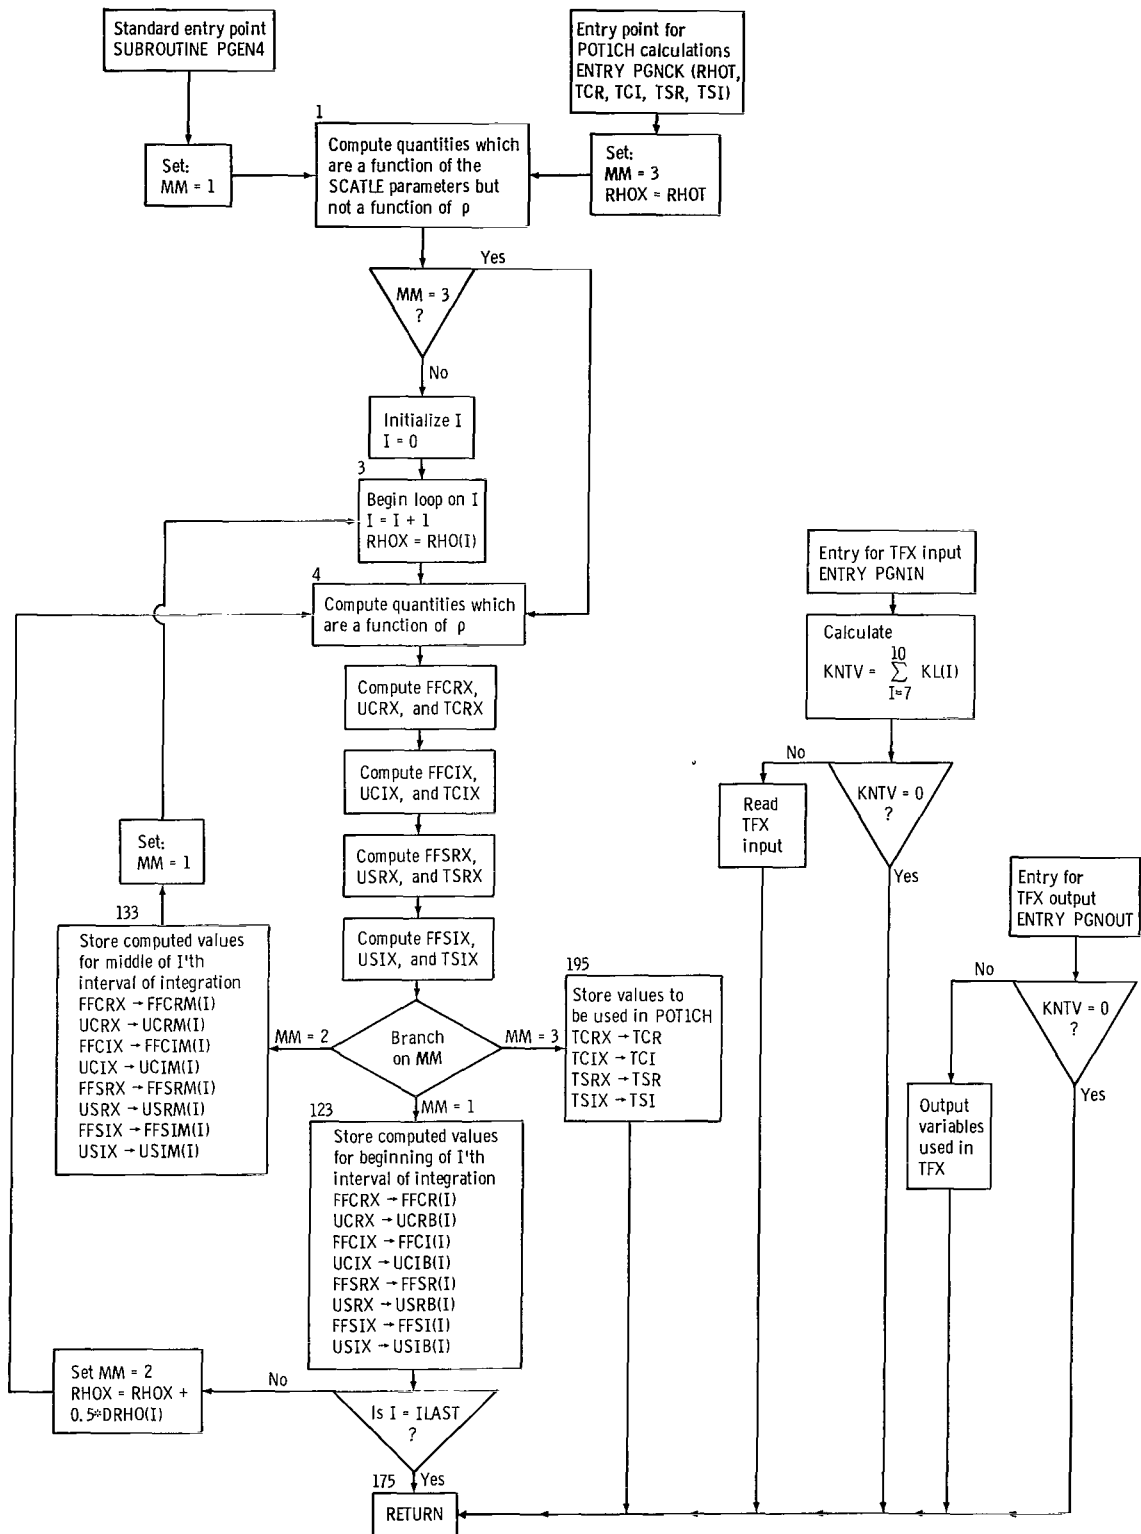 Standard entry point
SUBROUTINE PGEN4
Entry point for
POT1CH calculations
ENTRY PGNCK (RHOT,
TCR, TCI, TSR, TSI)
Set:
MM = 1
1
Compute quantities which
are a function of the
SCATLE parameters but
not a function of ρ
Set:
MM = 3
RHOX = RHOT
Yes
MM = 3
?
No
Initialize I
I = 0
3
Begin loop on I
I = I + 1
RHOX = RHO(I)
4
Compute quantities which
are a function of ρ
Compute FFCRX,
UCRX, and TCRX
Compute FFCIX,
UCIX, and TCIX
Compute FFSRX,
USRX, and TSRX
Compute FFSIX,
USIX, and TSIX
Set:
MM = 1
133
Store computed values
for middle of I'th
interval of integration
FFCRX → FFCRM(I)
UCRX → UCRM(I)
FFCIX → FFCIM(I)
UCIX → UCIM(I)
FFSRX → FFSRM(I)
USRX → USRM(I)
FFSIX → FFSIM(I)
USIX → USIM(I)
MM = 2
Branch
on MM
MM = 3
MM = 1
195
Store values to
be used in POT1CH
TCRX → TCR
TCIX → TCI
TSRX → TSR
TSIX → TSI
123
Store computed values
for beginning of I'th
interval of integration
FFCRX → FFCR(I)
UCRX → UCRB(I)
FFCIX → FFCI(I)
UCIX → UCIB(I)
FFSRX → FFSR(I)
USRX → USRB(I)
FFSIX → FFSI(I)
USIX → USIB(I)
Set MM = 2
RHOX = RHOX +
0.5*DRHO(I)
No
Is I = ILAST
?
175
Yes
RETURN
Entry for TFX input
ENTRY PGNIN
Calculate
10
KNTV = Σ KL(I)
I=7
No
KNTV = 0
?
Yes
Read
TFX
input
Entry for
TFX output
ENTRY PGNOUT
No
KNTV = 0
?
Yes
Output
variables
used in
TFX